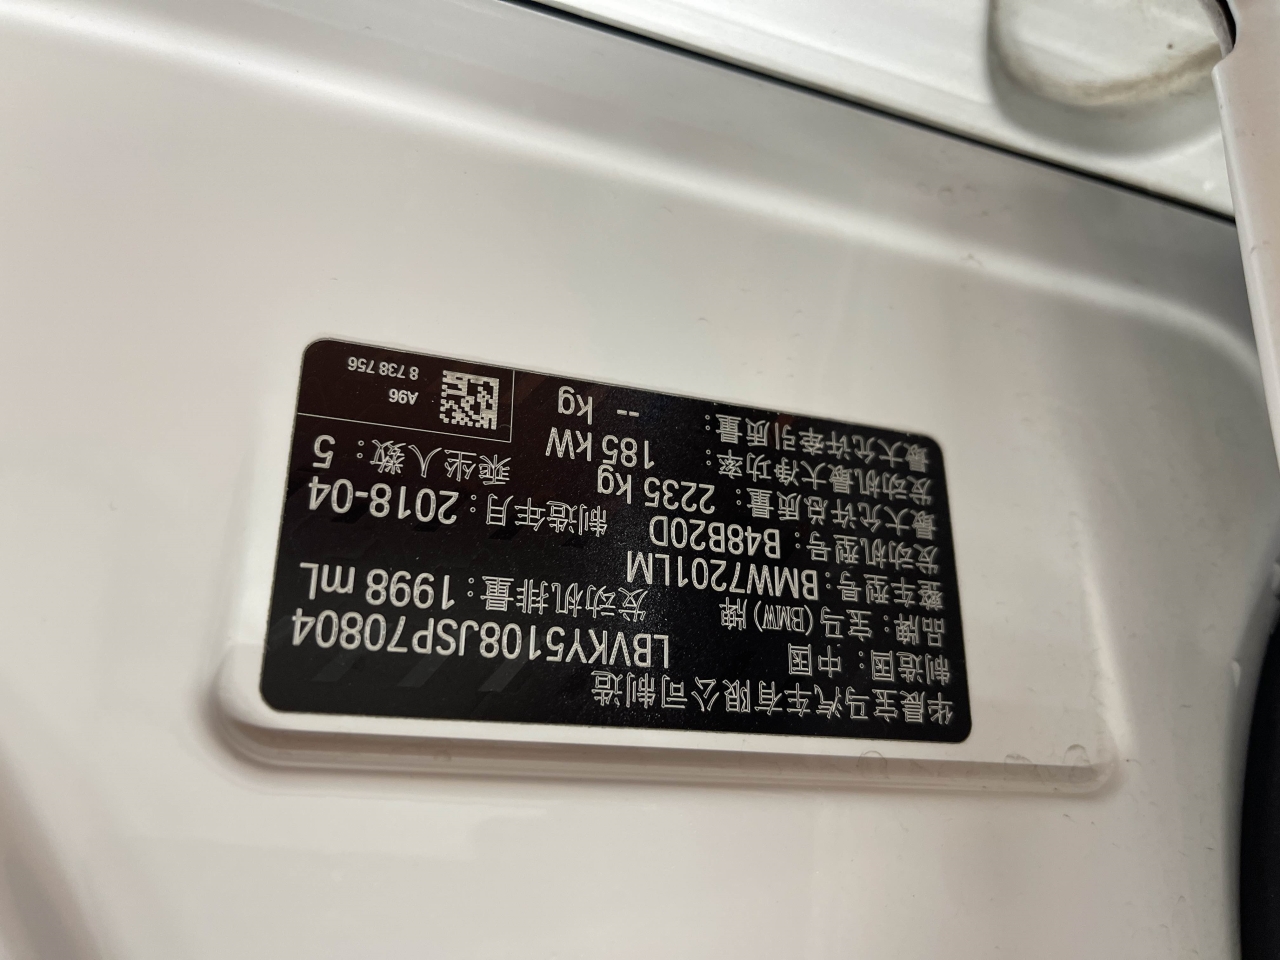 华晨宝马汽车有限公司制造
制造国：中国 LBVKY5108JSP70804
品牌：宝马(BMW)牌 发动机排量：1998 mL
整车型号：BMW7201LM
发动机型号：B48B20D 制造年月：2018-04
最大允许总质量：2235 kg 乘坐人数：5
发动机最大净功率：185 kW
最大允许牵引质量：-- kg
A96
8 738 756